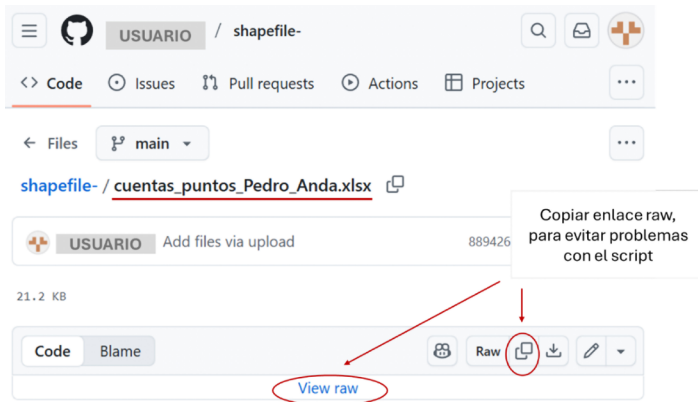 USUARIO / shapefile-
Code Issues Pull requests Actions Projects ...
Files main ...
shapefile- / cuentas_puntos_Pedro_Anda.xlsx
Copiar enlace raw,
para evitar problemas
con el script
USUARIO Add files via upload 889426
21.2 KB
Code Blame Raw
View raw